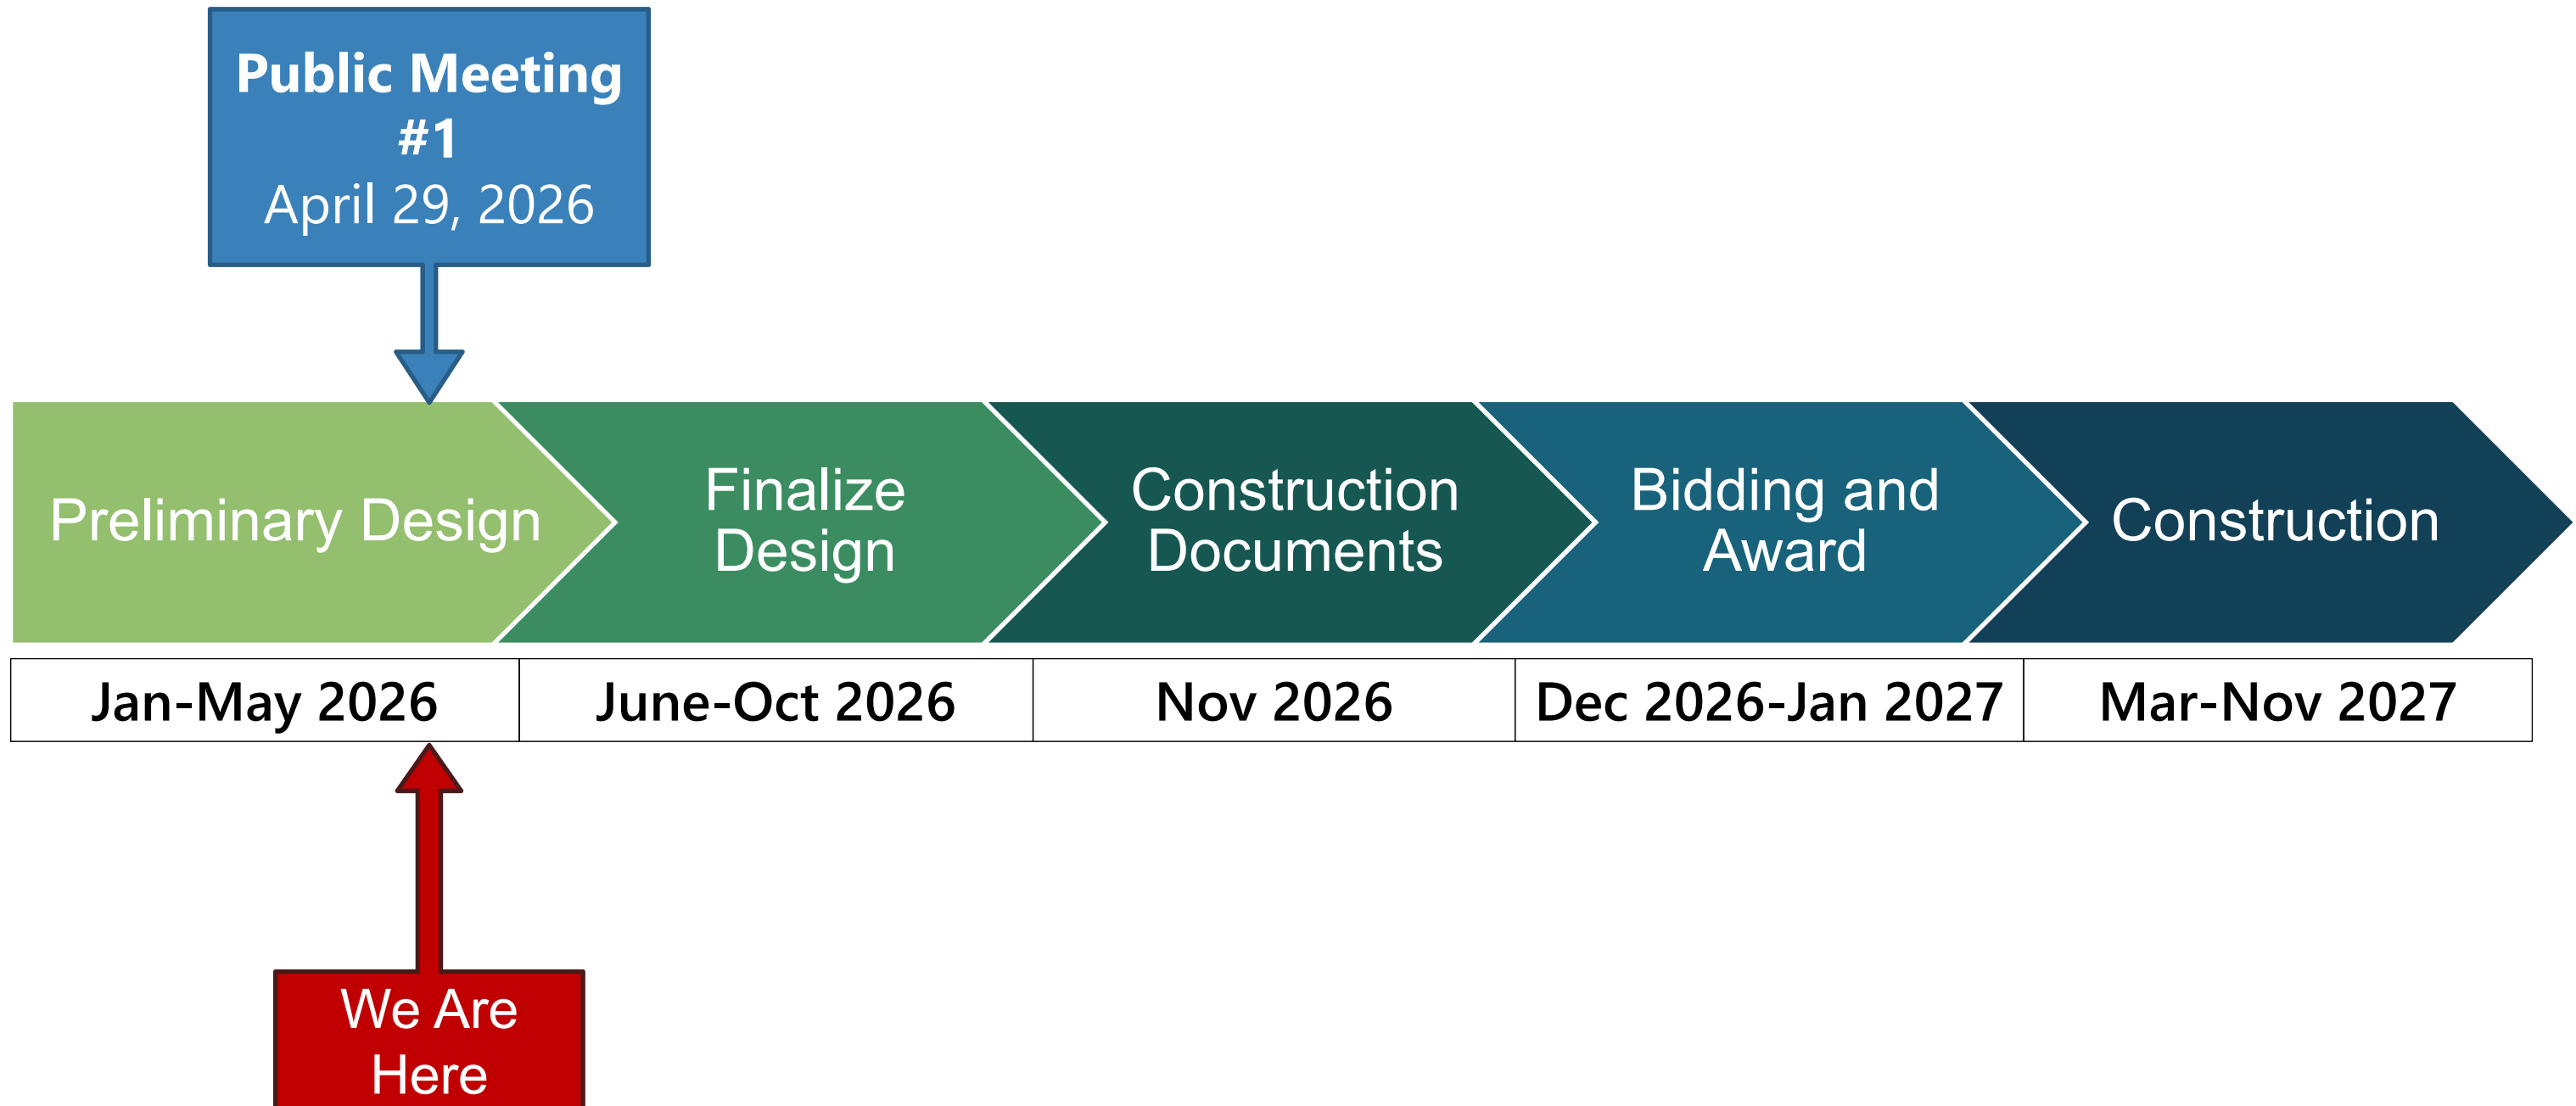 Public Meeting
#1
April 29, 2026
Preliminary Design
Finalize
Design
Construction
Documents
Bidding and
Award
Construction
Jan-May 2026
June-Oct 2026
Nov 2026
Dec 2026-Jan 2027
Mar-Nov 2027
We Are
Here